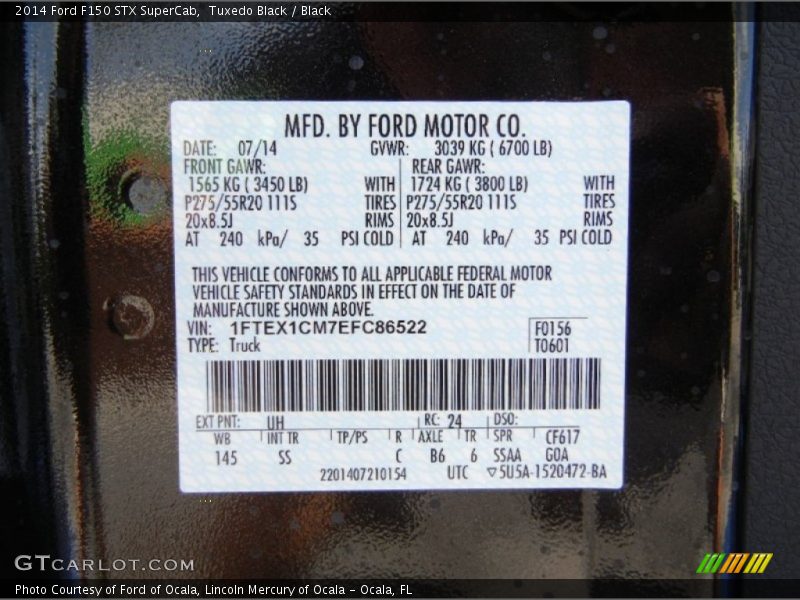 2014 Ford F150 STX SuperCab, Tuxedo Black / Black
MFD. BY FORD MOTOR CO.
DATE: 07/14 GVWR: 3039 KG ( 6700 LB)
FRONT GAWR: REAR GAWR:
1565 KG ( 3450 LB) WITH 1724 KG ( 3800 LB) WITH
P275/55R20 111S TIRES P275/55R20 111S TIRES
20x8.5J RIMS 20x8.5J RIMS
AT 240 kPa/ 35 PSI COLD AT 240 kPa/ 35 PSI COLD
THIS VEHICLE CONFORMS TO ALL APPLICABLE FEDERAL MOTOR
VEHICLE SAFETY STANDARDS IN EFFECT ON THE DATE OF
MANUFACTURE SHOWN ABOVE.
VIN: 1FTEX1CM7EFC86522 F0156
TYPE: Truck T0601
EXT PNT: UH RC: 24 DSO:
WB INT TR TP/PS R AXLE TR SPR CF617
145 SS C B6 6 SSAA GOA
2201407210154 UTC ▽5U5A-1520472-BA
GTCARLOT.COM
Photo Courtesy of Ford of Ocala, Lincoln Mercury of Ocala – Ocala, FL